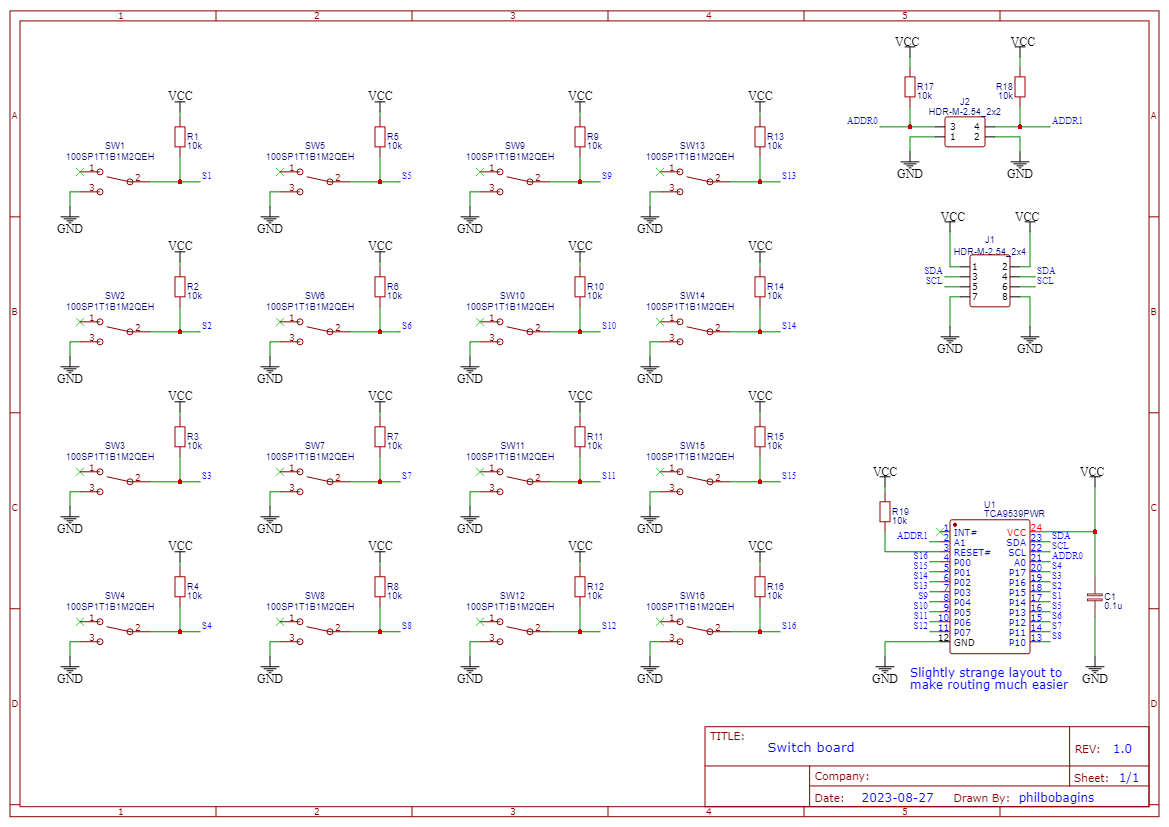 1 2 3 4 5
A A
B B
C C
D D
VCC
R1
10k
SW1
100SP1T1B1M2QEH
1
2
3
S1
GND
VCC
R5
10k
SW5
100SP1T1B1M2QEH
1
2
3
S5
GND
VCC
R9
10k
SW9
100SP1T1B1M2QEH
1
2
3
S9
GND
VCC
R13
10k
SW13
100SP1T1B1M2QEH
1
2
3
S13
GND
VCC
R2
10k
SW2
100SP1T1B1M2QEH
1
2
3
S2
GND
VCC
R6
10k
SW6
100SP1T1B1M2QEH
1
2
3
S6
GND
VCC
R10
10k
SW10
100SP1T1B1M2QEH
1
2
3
S10
GND
VCC
R14
10k
SW14
100SP1T1B1M2QEH
1
2
3
S14
GND
VCC
R3
10k
SW3
100SP1T1B1M2QEH
1
2
3
S3
GND
VCC
R7
10k
SW7
100SP1T1B1M2QEH
1
2
3
S7
GND
VCC
R11
10k
SW11
100SP1T1B1M2QEH
1
2
3
S11
GND
VCC
R15
10k
SW15
100SP1T1B1M2QEH
1
2
3
S15
GND
VCC
R4
10k
SW4
100SP1T1B1M2QEH
1
2
3
S4
GND
VCC
R8
10k
SW8
100SP1T1B1M2QEH
1
2
3
S8
GND
VCC
R12
10k
SW12
100SP1T1B1M2QEH
1
2
3
S12
GND
VCC
R16
10k
SW16
100SP1T1B1M2QEH
1
2
3
S16
GND
VCC VCC
R17 R18
10k 10k
J2
HDR-M-2.54_2x2
ADDR0 3 4 ADDR1
1 2
GND GND
VCC VCC
J1
HDR-M-2.54_2x4
1 2
SDA 3 4 SDA
SCL 5 6 SCL
7 8
GND GND
VCC VCC
R19
10k
U1
TCA9539PWR
1 INT# VCC 24
ADDR1 2 A1 SDA 23 SDA
3 RESET# SCL 22 SCL
S16 4 P00 A0 21 ADDR0
S15 5 P01 P17 20 S4
S14 6 P02 P16 19 S3
S13 7 P03 P15 18 S2
S9 8 P04 P14 17 S1
S10 9 P05 P13 16 S5
S11 10 P06 P12 15 S6
S12 11 P07 P11 14 S7
12 GND P10 13 S8
C1
0.1u
GND GND
Slightly strange layout to
make routing much easier
TITLE:
Switch board
REV: 1.0
Company:
Sheet: 1/1
Date: 2023-08-27 Drawn By: philbobagins
1 2 3 4 5